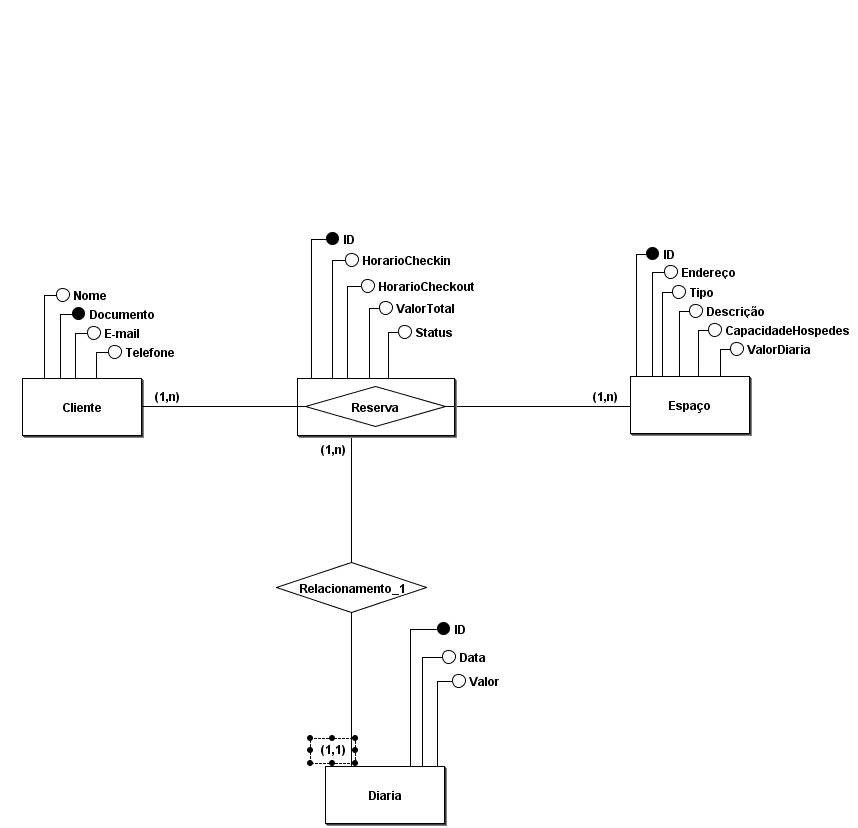 ID
HorarioCheckin
HorarioCheckout
ValorTotal
Status
ID
Endereço
Tipo
Descrição
CapacidadeHospedes
ValorDiaria
Nome
Documento
E-mail
Telefone
Cliente
(1,n)
Reserva
(1,n)
Espaço
(1,n)
Relacionamento_1
ID
Data
Valor
(1,1)
Diaria